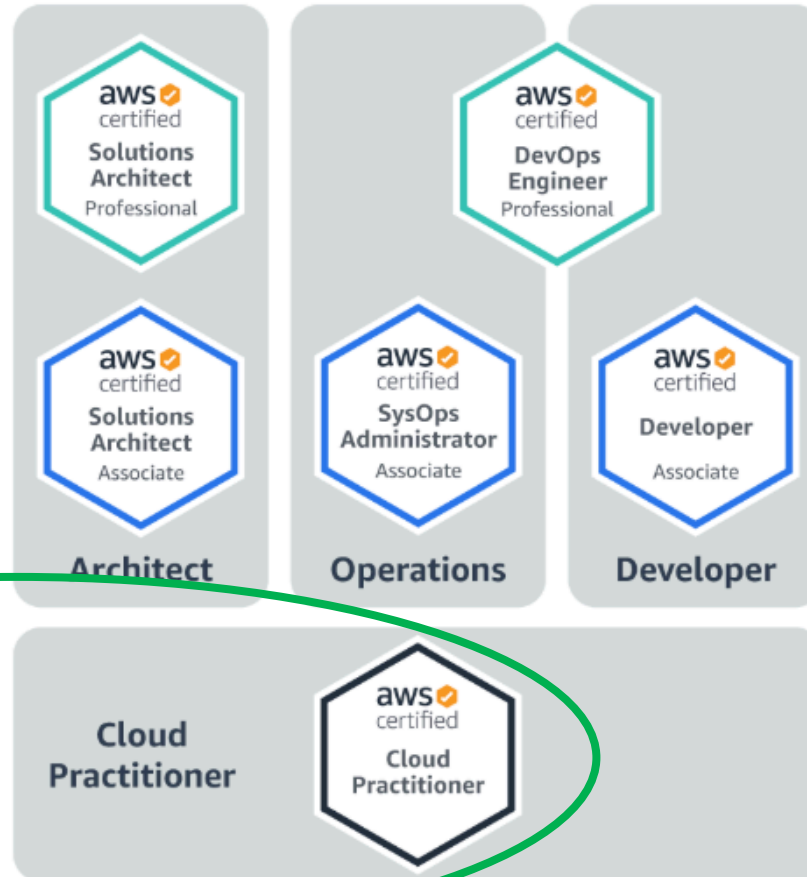 aws
certified
Solutions
Architect
Professional
aws
certified
DevOps
Engineer
Professional
aws
certified
Solutions
Architect
Associate
aws
certified
SysOps
Administrator
Associate
aws
certified
Developer
Associate
Architect
Operations
Developer
Cloud
Practitioner
aws
certified
Cloud
Practitioner